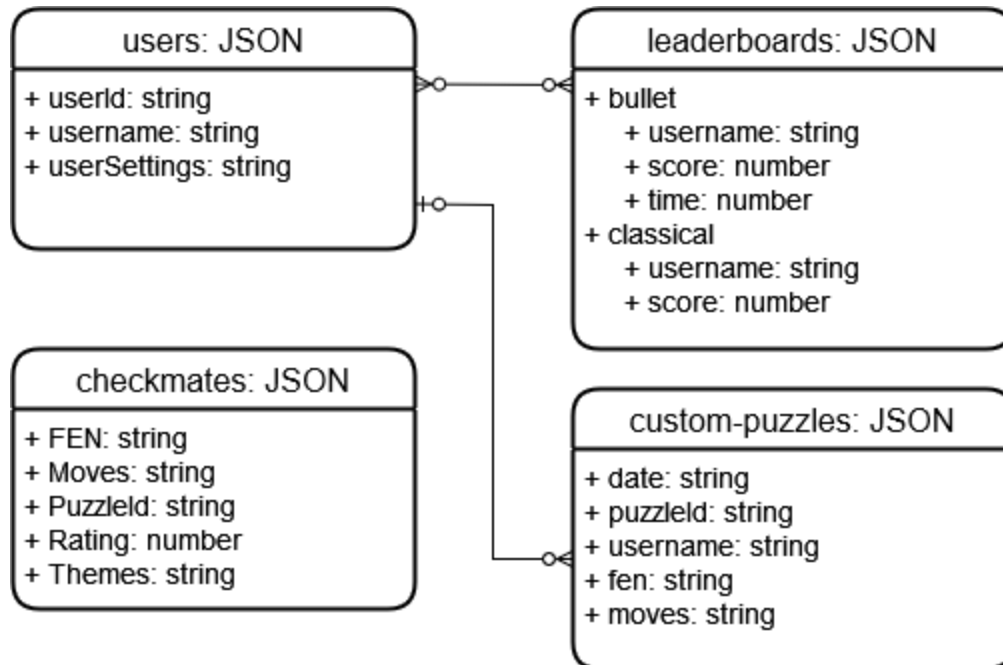 users: JSON
+ userId: string
+ username: string
+ userSettings: string
leaderboards: JSON
+ bullet
+ username: string
+ score: number
+ time: number
+ classical
+ username: string
+ score: number
checkmates: JSON
+ FEN: string
+ Moves: string
+ PuzzleId: string
+ Rating: number
+ Themes: string
custom-puzzles: JSON
+ date: string
+ puzzleId: string
+ username: string
+ fen: string
+ moves: string